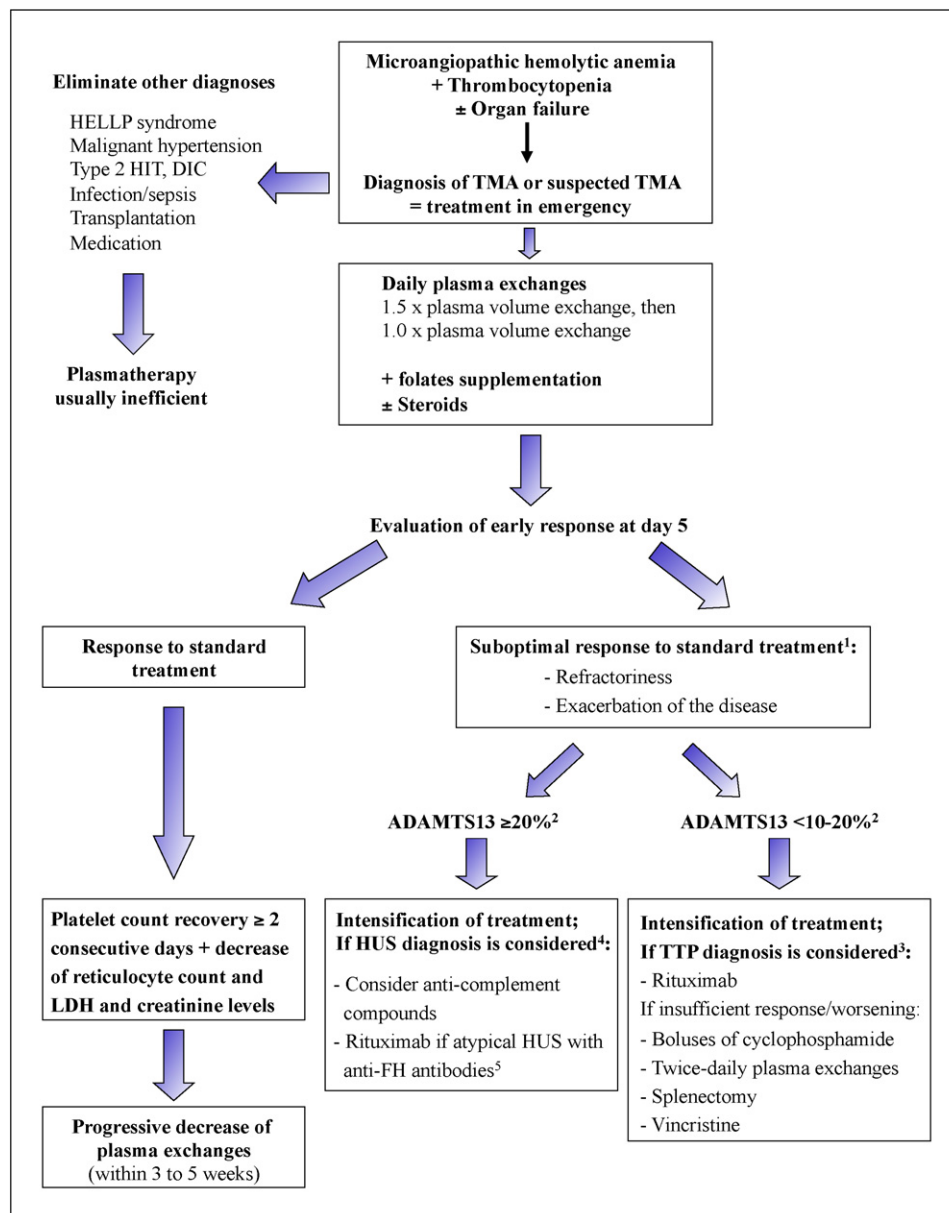 Microangiopathic hemolytic anemia
+ Thrombocytopenia
± Organ failure
Diagnosis of TMA or suspected TMA
= treatment in emergency
Eliminate other diagnoses
HELLP syndrome
Malignant hypertension
Type 2 HIT, DIC
Infection/sepsis
Transplantation
Medication
Plasmatherapy
usually inefficient
Daily plasma exchanges
1.5 x plasma volume exchange, then
1.0 x plasma volume exchange
+ folates supplementation
± Steroids
Evaluation of early response at day 5
Response to standard
treatment
Platelet count recovery ≥ 2
consecutive days + decrease
of reticulocyte count and
LDH and creatinine levels
Progressive decrease of
plasma exchanges
(within 3 to 5 weeks)
Suboptimal response to standard treatment¹:
- Refractoriness
- Exacerbation of the disease
ADAMTS13 ≥20%²
Intensification of treatment;
If HUS diagnosis is considered⁴:
- Consider anti-complement
compounds
- Rituximab if atypical HUS with
anti-FH antibodies⁵
ADAMTS13 <10-20%²
Intensification of treatment;
If TTP diagnosis is considered³:
- Rituximab
If insufficient response/worsening:
- Boluses of cyclophosphamide
- Twice-daily plasma exchanges
- Splenectomy
- Vincristine